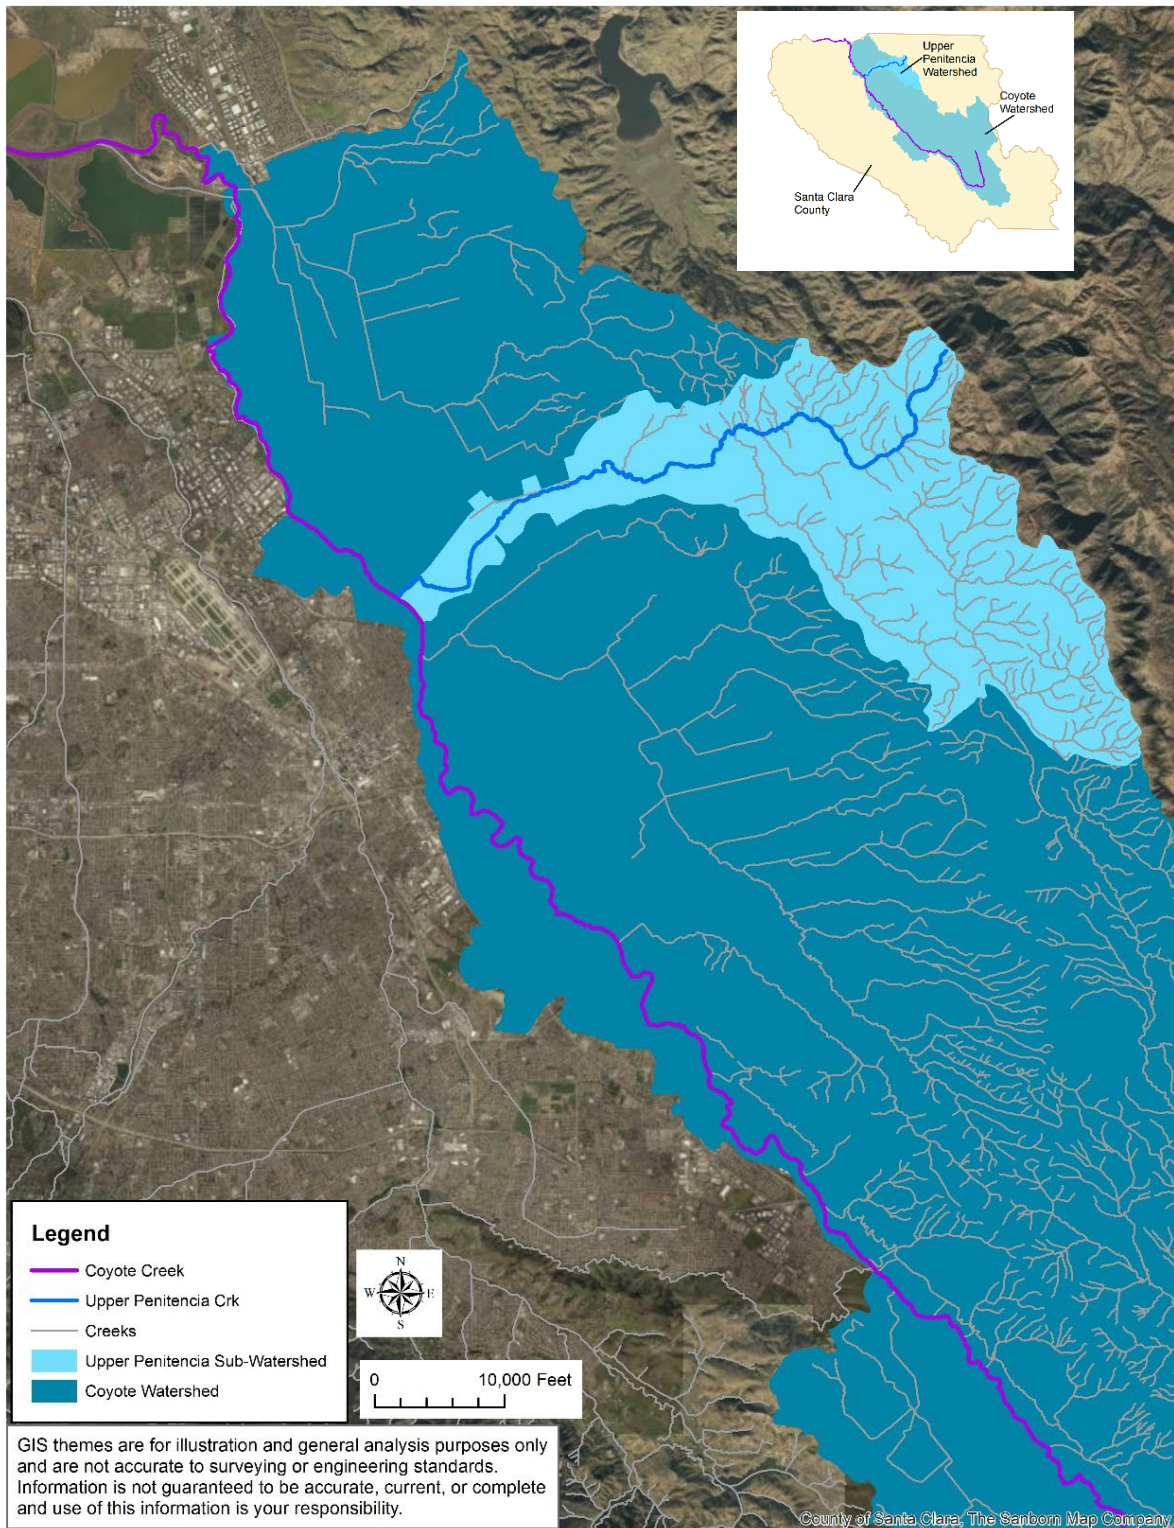 Upper
Penitencia
Watershed
Coyote
Watershed
Santa Clara
County
Legend
Coyote Creek
Upper Penitencia Crk
Creeks
Upper Penitencia Sub-Watershed
Coyote Watershed
N
W E
S
0 10,000 Feet
GIS themes are for illustration and general analysis purposes only
and are not accurate to surveying or engineering standards.
Information is not guaranteed to be accurate, current, or complete
and use of this information is your responsibility.
County of Santa Clara, The Sanborn Map Company